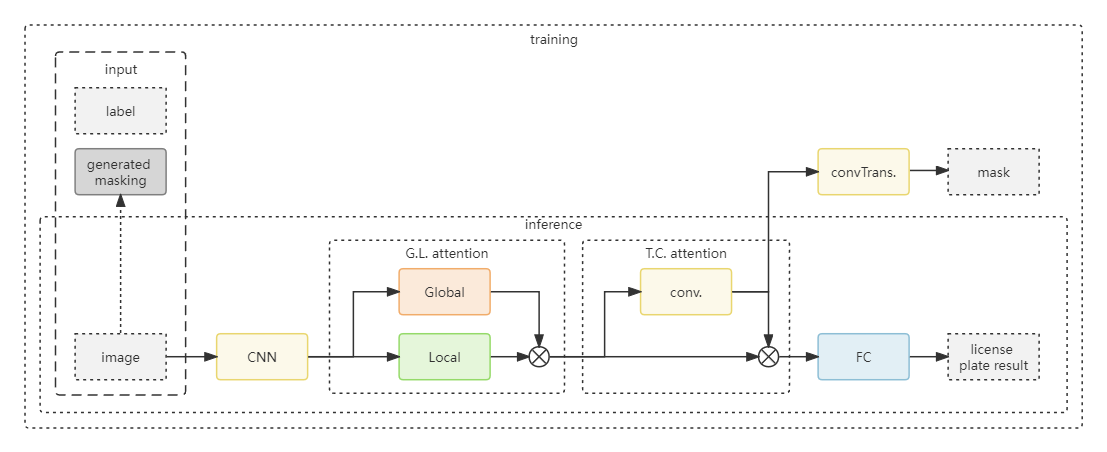 training
input
label
generated
masking
convTrans.
mask
inference
G.L. attention
T.C. attention
Global
conv.
image
CNN
Local
FC
license
plate result